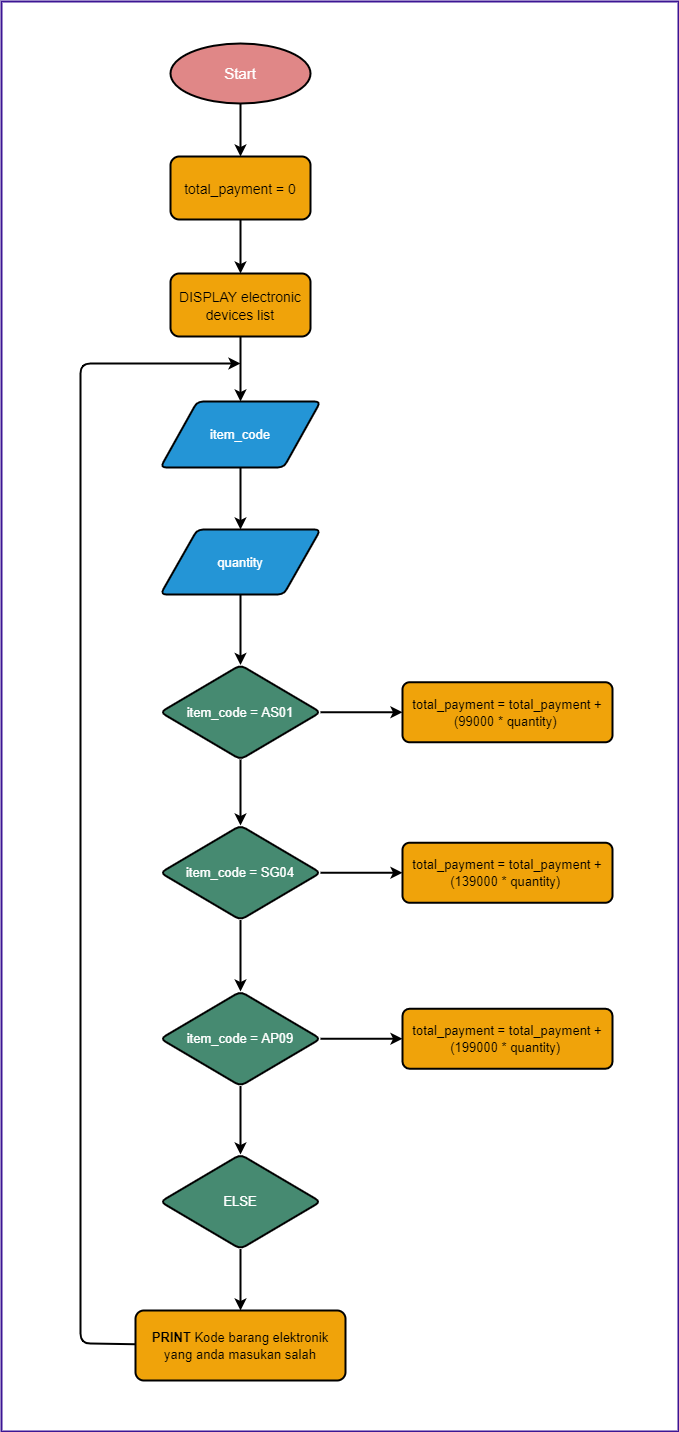 Start
total_payment = 0
DISPLAY electronic
devices list
item_code
quantity
item_code = AS01
total_payment = total_payment +
(99000 * quantity)
item_code = SG04
total_payment = total_payment +
(139000 * quantity)
item_code = AP09
total_payment = total_payment +
(199000 * quantity)
ELSE
PRINT Kode barang elektronik
yang anda masukan salah